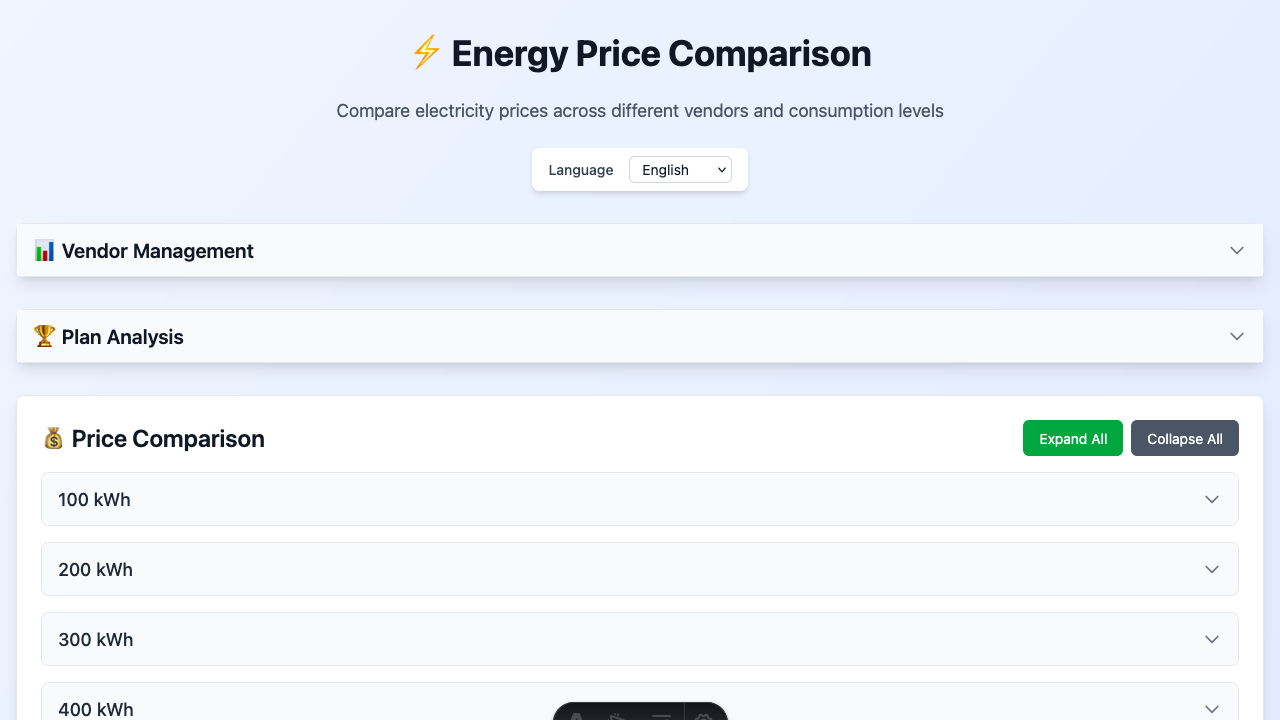 ⚡ Energy Price Comparison
Compare electricity prices across different vendors and consumption levels
Language English
📊 Vendor Management
🏆 Plan Analysis
💰 Price Comparison
Expand All Collapse All
100 kWh
200 kWh
300 kWh
400 kWh